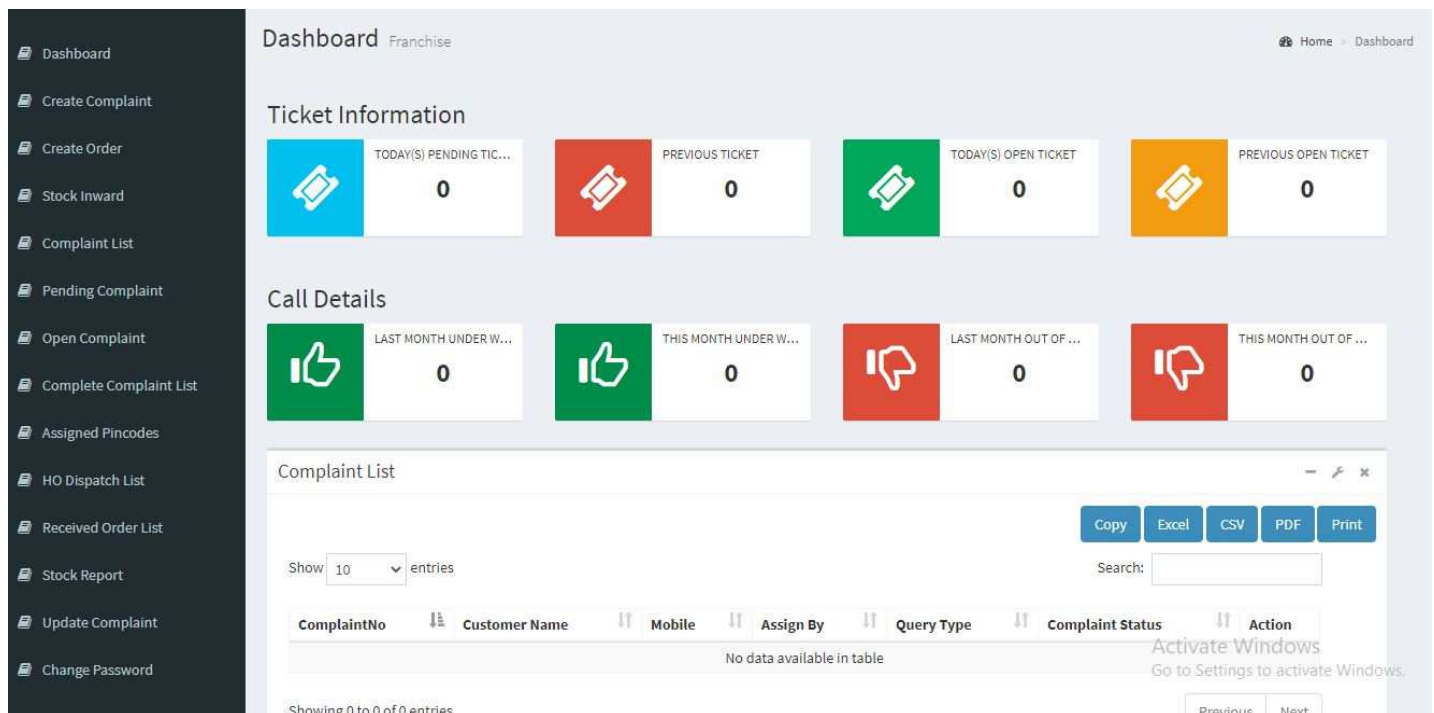 Dashboard
Create Complaint
Create Order
Stock Inward
Complaint List
Pending Complaint
Open Complaint
Complete Complaint List
Assigned Pincodes
HO Dispatch List
Received Order List
Stock Report
Update Complaint
Change Password
Dashboard Franchise
Home > Dashboard
Ticket Information
TODAY(S) PENDING TIC...
0
PREVIOUS TICKET
0
TODAY(S) OPEN TICKET
0
PREVIOUS OPEN TICKET
0
Call Details
LAST MONTH UNDER W...
0
THIS MONTH UNDER W...
0
LAST MONTH OUT OF ...
0
THIS MONTH OUT OF ...
0
Complaint List
Copy Excel CSV PDF Print
Show 10 entries Search:
ComplaintNo Customer Name Mobile Assign By Query Type Complaint Status Action
No data available in table
Activate Windows
Go to Settings to activate Windows.
Showing 0 to 0 of 0 entries
Previous Next